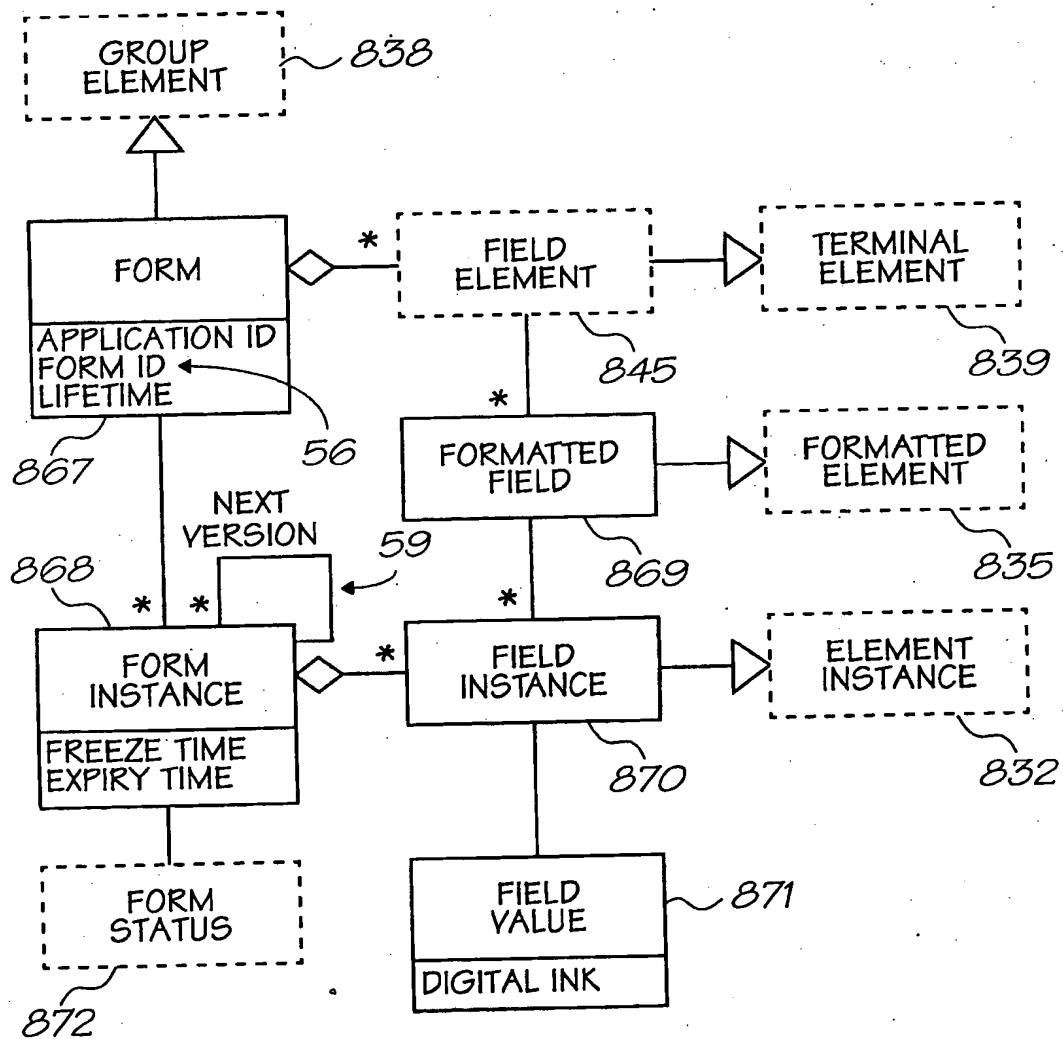 GROUP
ELEMENT
838
FORM
APPLICATION ID
FORM ID
LIFETIME
867
56
*
FIELD
ELEMENT
845
TERMINAL
ELEMENT
839
*
FORMATTED
FIELD
869
FORMATTED
ELEMENT
835
NEXT
VERSION
59
868
*
*
FORM
INSTANCE
FREEZE TIME
EXPIRY TIME
*
*
FIELD
INSTANCE
870
ELEMENT
INSTANCE
832
FORM
STATUS
872
FIELD
VALUE
871
DIGITAL INK